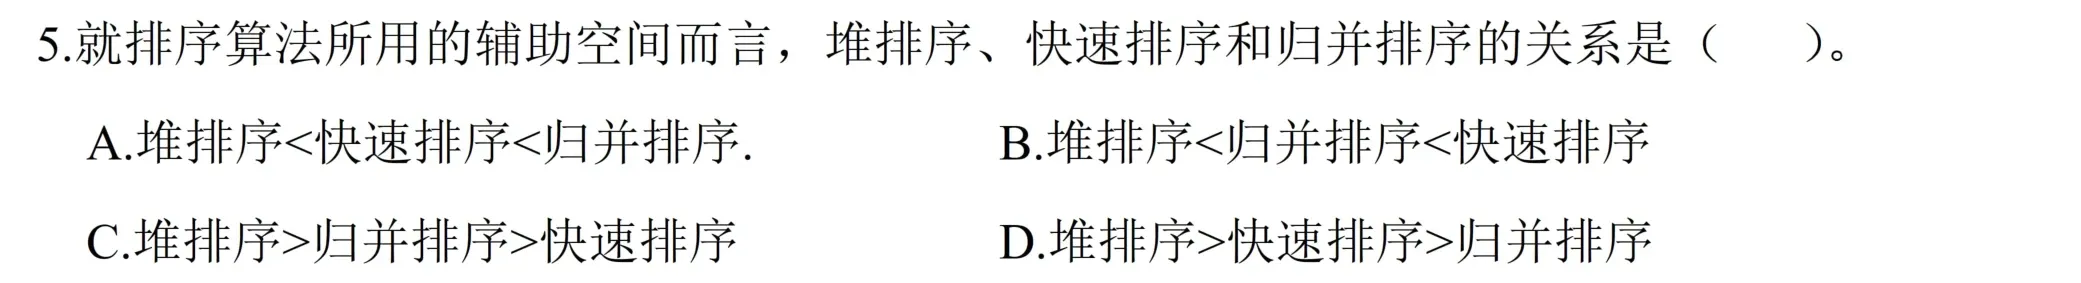 5.就排序算法所用的辅助空间而言，堆排序、快速排序和归并排序的关系是（　　）。
A.堆排序<快速排序<归并排序.
B.堆排序<归并排序<快速排序
C.堆排序>归并排序>快速排序
D.堆排序>快速排序>归并排序